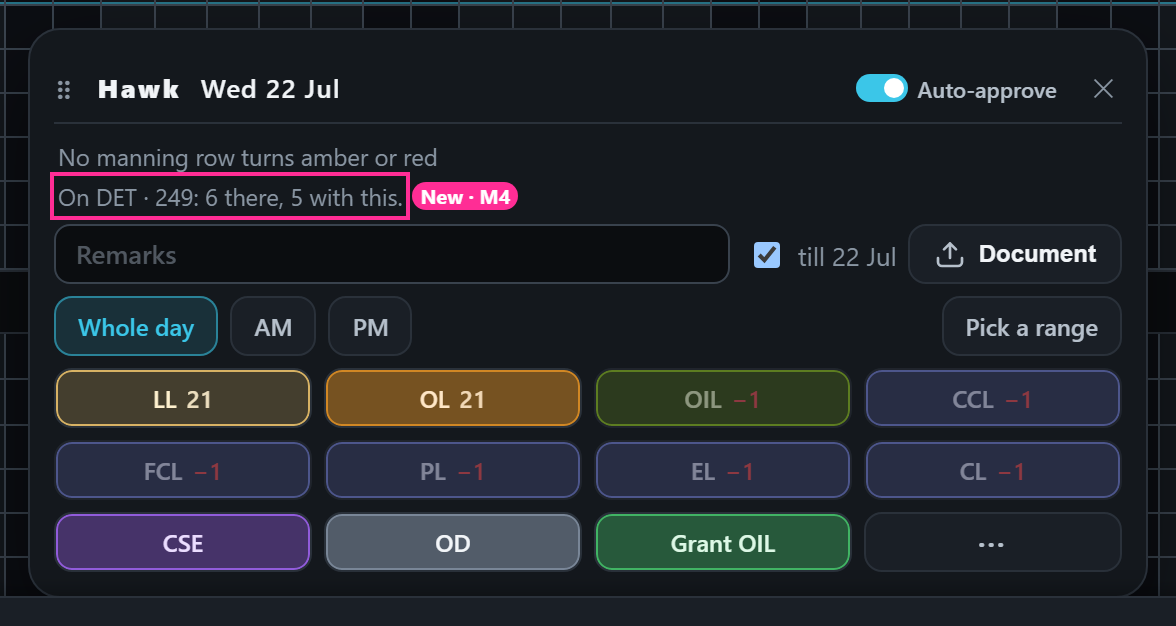 Hawk Wed 22 Jul Auto-approve
No manning row turns amber or red
On DET · 249: 6 there, 5 with this. New · M4
Remarks till 22 Jul Document
Whole day AM PM Pick a range
LL 21 OL 21 OIL −1 CCL −1
FCL −1 PL −1 EL −1 CL −1
CSE OD Grant OIL ...